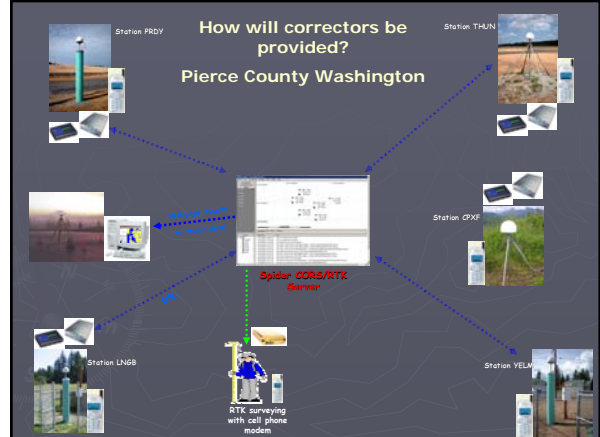 How will correctors be
provided?
Pierce County Washington
Station PRDY
Station THUN
Station CPXF
Spider CORS/RTK
Server
Station LNGB
Station YELM
RTK surveying
with cell phone
modem